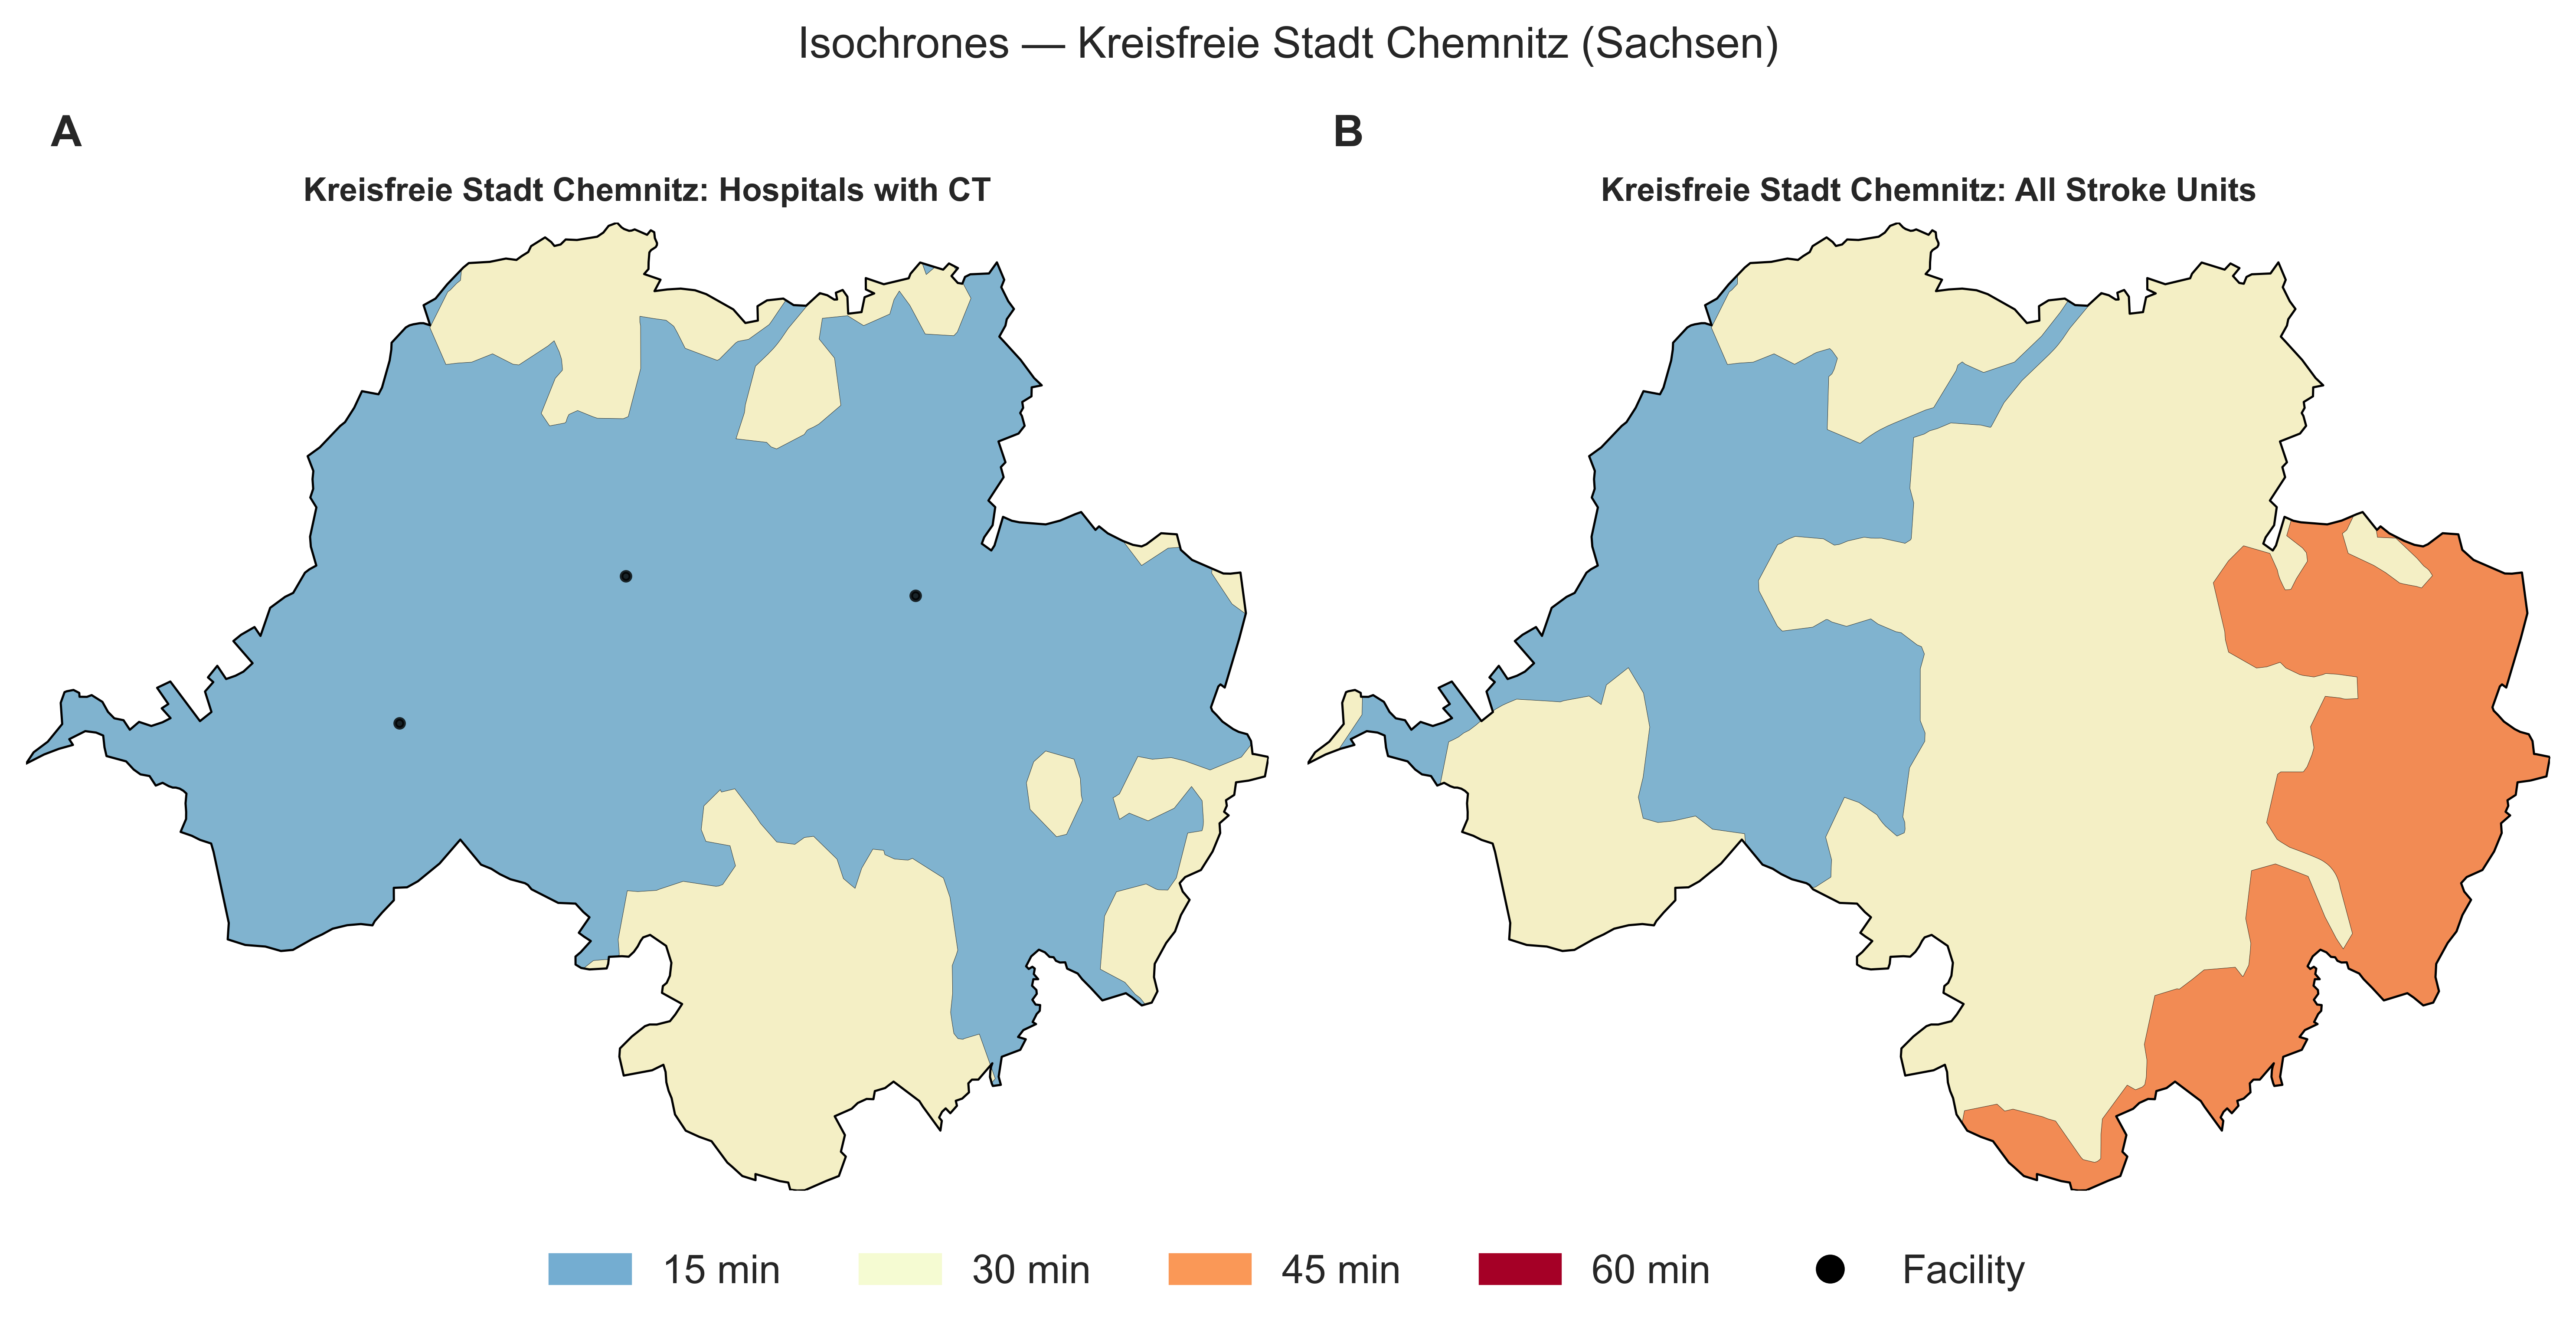 Isochrones — Kreisfreie Stadt Chemnitz (Sachsen)
A
B
Kreisfreie Stadt Chemnitz: Hospitals with CT
Kreisfreie Stadt Chemnitz: All Stroke Units
15 min
30 min
45 min
60 min
Facility